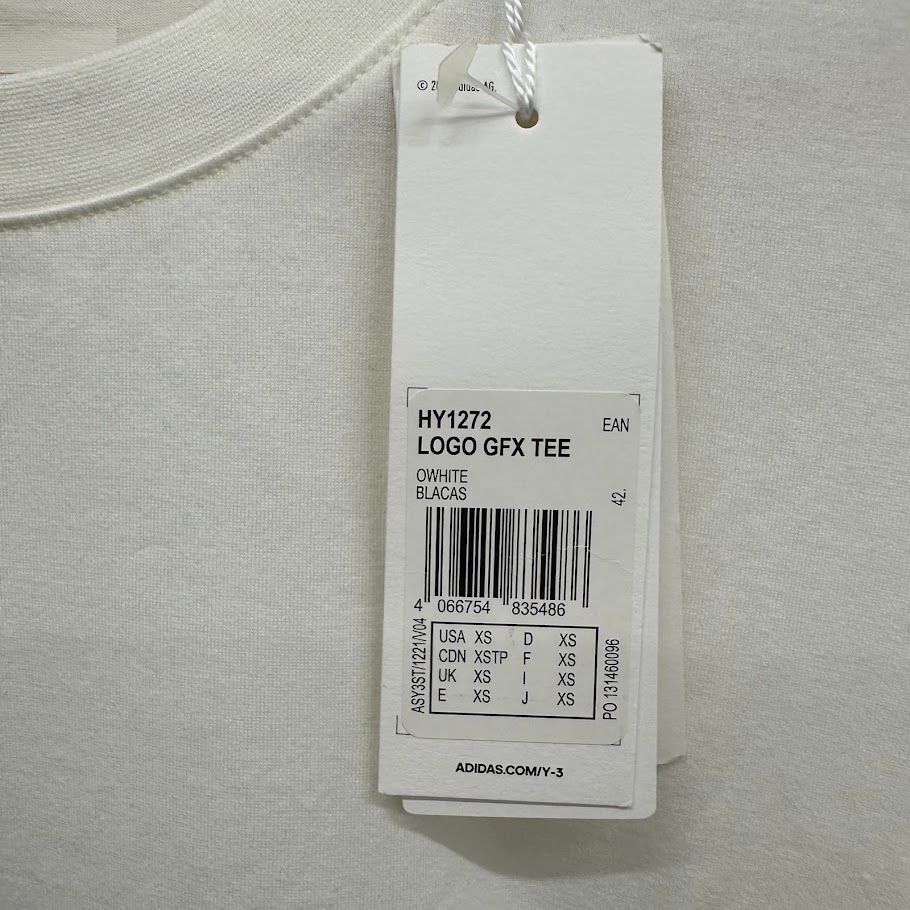 © AG.
HY1272
EAN
LOGO GFX TEE
OWHITE
BLACAS
42.
4 066754 835486
ASY3ST/1221/V04
USA XS D XS
CDN XSTP F XS
UK XS I XS
E XS J XS
PO 131460096
ADIDAS.COM/Y-3